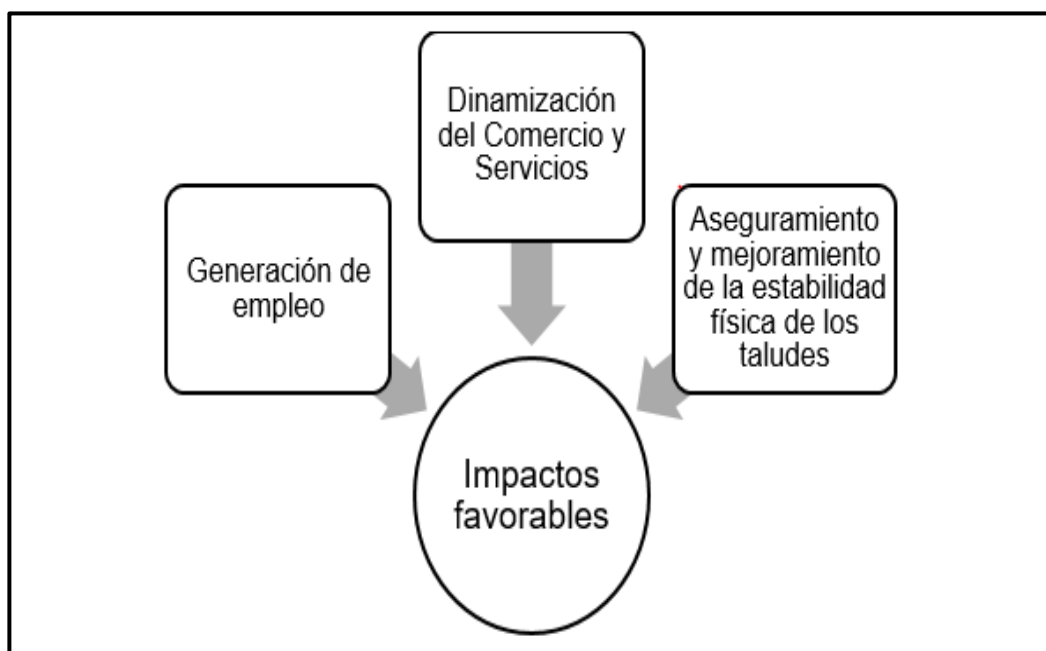 Dinamización
del Comercio y
Servicios
Generación de
empleo
Aseguramiento
y mejoramiento
de la estabilidad
física de los
taludes
Impactos
favorables